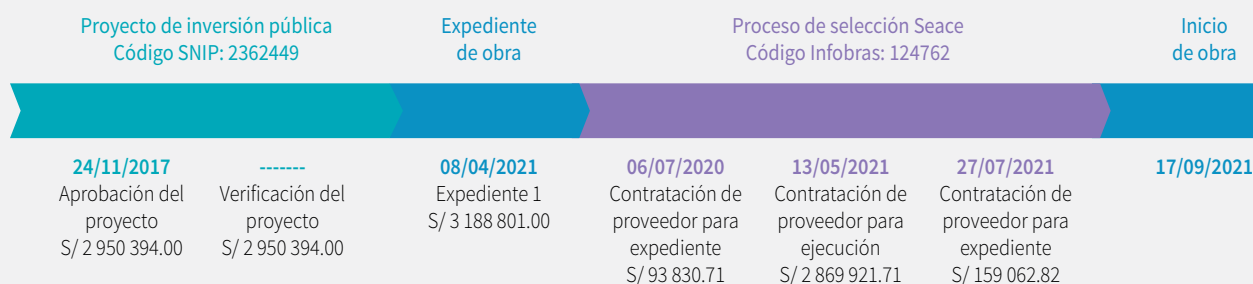 Proyecto de inversión pública
Código SNIP: 2362449
Expediente
de obra
Proceso de selección Seace
Código Infobras: 124762
Inicio
de obra
24/11/2017
Aprobación del
proyecto
S/ 2 950 394.00
-------
Verificación del
proyecto
S/ 2 950 394.00
08/04/2021
Expediente 1
S/ 3 188 801.00
06/07/2020
Contratación de
proveedor para
expediente
S/ 93 830.71
13/05/2021
Contratación de
proveedor para
ejecución
S/ 2 869 921.71
27/07/2021
Contratación de
proveedor para
expediente
S/ 159 062.82
17/09/2021